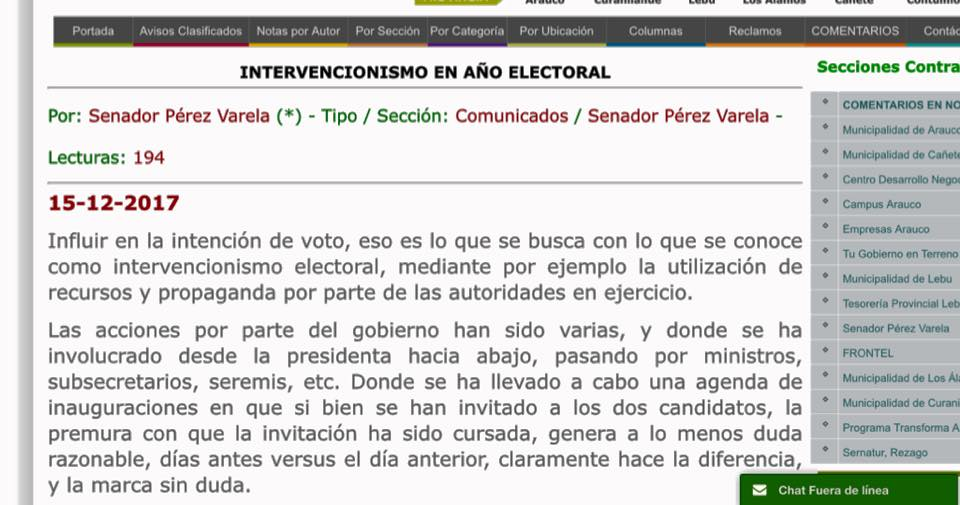 Arauco Curanilahue Lebu Los Alamos Cañete
Portada Avisos Clasificados Notas por Autor Por Sección Por Categoría Por Ubicación Columnas Reclamos COMENTARIOS Contác
INTERVENCIONISMO EN AÑO ELECTORAL
Por: Senador Pérez Varela (*) - Tipo / Sección: Comunicados / Senador Pérez Varela -
Lecturas: 194
15-12-2017
Influir en la intención de voto, eso es lo que se busca con lo que se conoce
como intervencionismo electoral, mediante por ejemplo la utilización de
recursos y propaganda por parte de las autoridades en ejercicio.
Las acciones por parte del gobierno han sido varias, y donde se ha
involucrado desde la presidenta hacia abajo, pasando por ministros,
subsecretarios, seremis, etc. Donde se ha llevado a cabo una agenda de
inauguraciones en que si bien se han invitado a los dos candidatos, la
premura con que la invitación ha sido cursada, genera a lo menos duda
razonable, días antes versus el día anterior, claramente hace la diferencia,
y la marca sin duda.
Secciones Contra
COMENTARIOS EN NO
Municipalidad de Arauco
Municipalidad de Cañete
Centro Desarrollo Negoc
Campus Arauco
Empresas Arauco
Tu Gobierno en Terreno
Municipalidad de Lebu
Tesorería Provincial Leb
Senador Pérez Varela
FRONTEL
Municipalidad de Los Ál
Municipalidad de Curani
Programa Transforma A
Sernatur, Rezago
Chat Fuera de línea